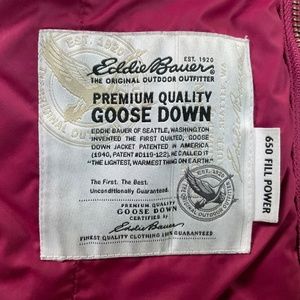 EST. 1920
Eddie Bauer
THE ORIGINAL OUTDOOR OUTFITTER
PREMIUM QUALITY
GOOSE DOWN
EDDIE BAUER OF SEATTLE, WASHINGTON
INVENTED THE FIRST QUILTED, GOOSE
DOWN JACKET PATENTED IN AMERICA
(1940, PATENT #D119-122). HE CALLED IT
"THE LIGHTEST, WARMEST THING ON EARTH."
The First. The Best.
Unconditionally Guaranteed.
PREMIUM QUALITY
GOOSE DOWN
CERTIFIED BY
Eddie Bauer
FINEST QUALITY CLOTHING THIS GUARANTEED
650 FILL POWER